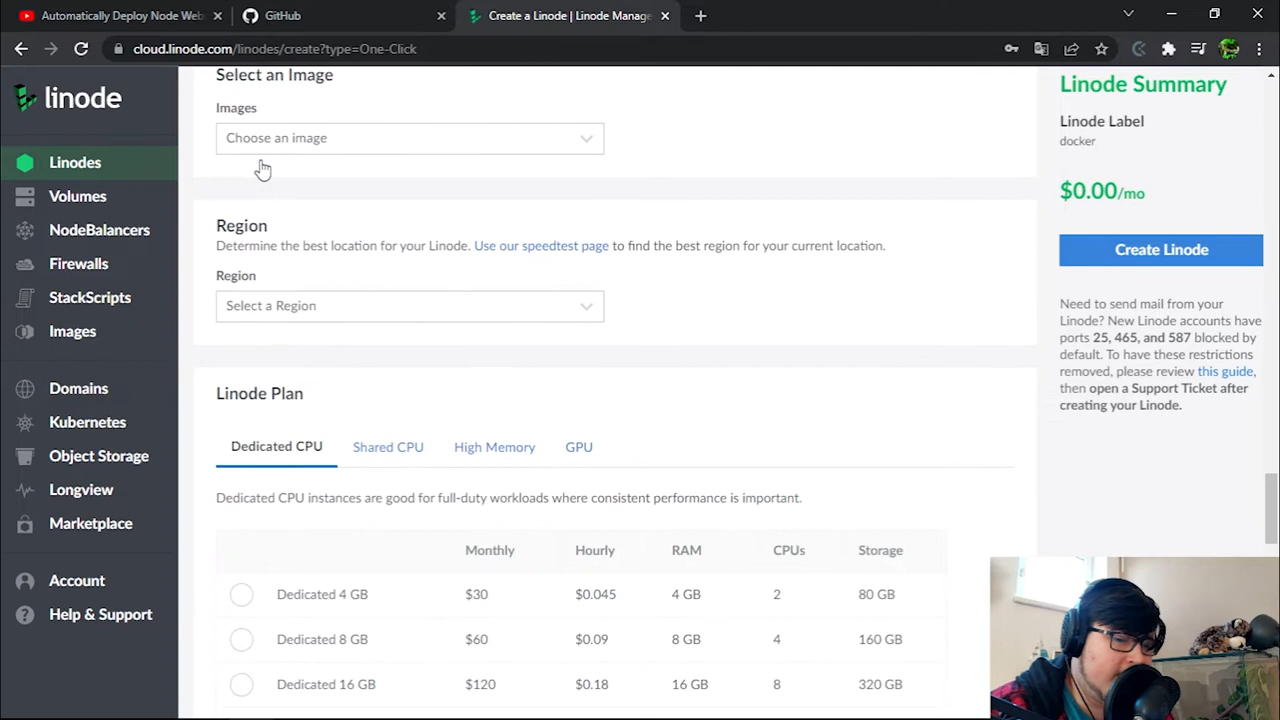 Automatically Deploy Node Web
GitHub
Create a Linode | Linode Manage
cloud.linode.com/linodes/create?type=One-Click
linode
Linodes
Volumes
NodeBalancers
Firewalls
StackScripts
Images
Domains
Kubernetes
Object Storage
Longview
Marketplace
Account
Help & Support
Select an Image
Images
Choose an image
Region
Determine the best location for your Linode. Use our speedtest page to find the best region for your current location.
Region
Select a Region
Linode Plan
Dedicated CPU Shared CPU High Memory GPU
Dedicated CPU instances are good for full-duty workloads where consistent performance is important.
Monthly Hourly RAM CPUs Storage
Dedicated 4 GB $30 $0.045 4 GB 2 80 GB
Dedicated 8 GB $60 $0.09 8 GB 4 160 GB
Dedicated 16 GB $120 $0.18 16 GB 8 320 GB
Linode Summary
Linode Label
docker
$0.00/mo
Create Linode
Need to send mail from your
Linode? New Linode accounts have
ports 25, 465, and 587 blocked by
default. To have these restrictions
removed, please review this guide,
then open a Support Ticket after
creating your Linode.